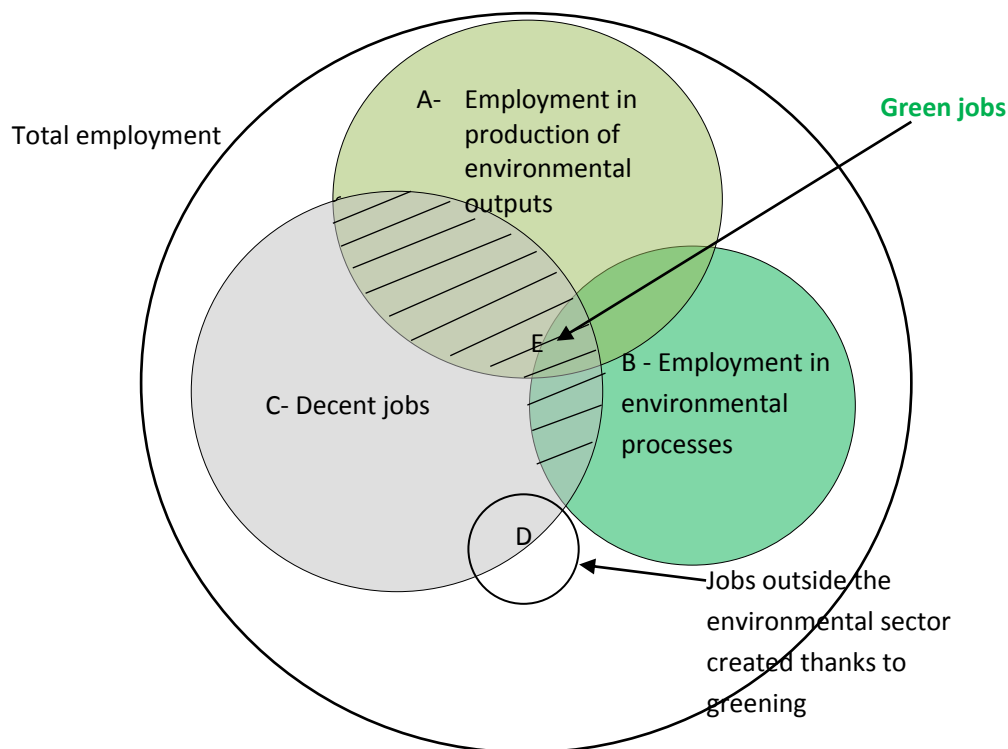 Total employment
A- Employment in
production of
environmental
outputs
Green jobs
E
B - Employment in
environmental
processes
C- Decent jobs
D
Jobs outside the
environmental sector
created thanks to
greening